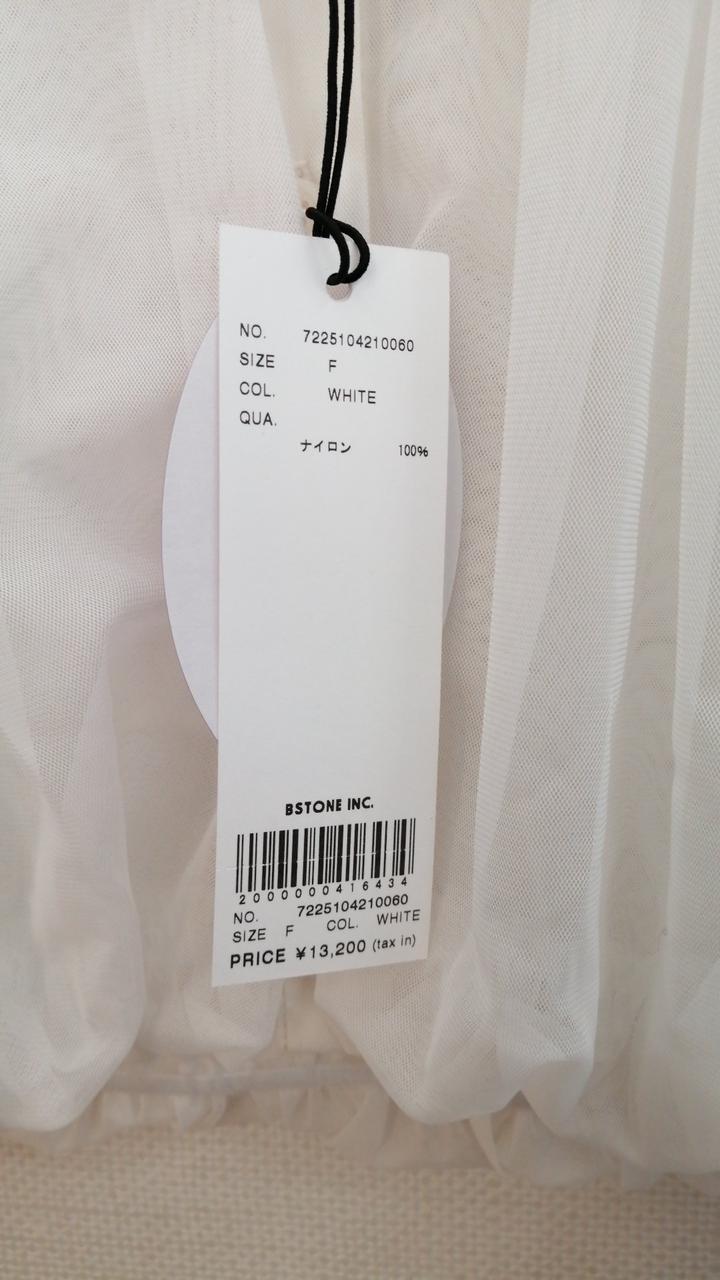 NO. 7225104210060
SIZE F
COL. WHITE
QUA.
ナイロン 100%
BSTONE INC.
2000000416434
NO. 7225104210060
SIZE F COL. WHITE
PRICE ¥13,200 (tax in)